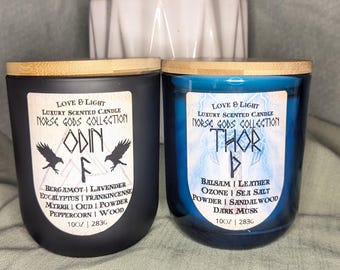 Love & Light
Luxury Scented Candle
Norse Gods Collection
ODIN
ᚨ
Bergamot | Lavender
Eucalyptus | Frankincense
Myrrh | Oud | Powder
Peppercorn | Wood
10oz | 283g
Love & Light
Luxury Scented Candle
Norse Gods Collection
THOR
ᚦ
Balsam | Leather
Ozone | Sea Salt
Powder | Sandalwood
Dark Musk
10oz | 283g